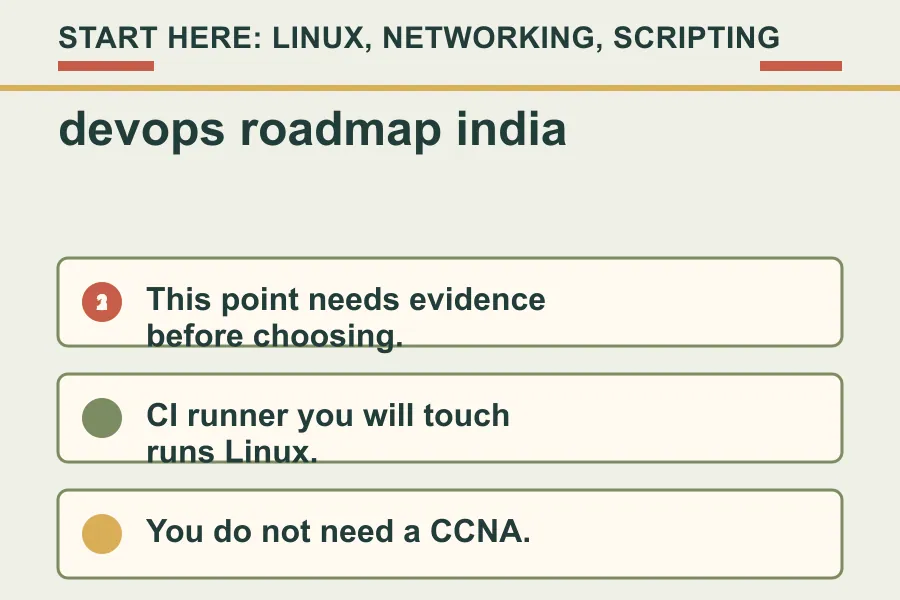 START HERE: LINUX, NETWORKING, SCRIPTING
devops roadmap india
This point needs evidence
before choosing.
CI runner you will touch
runs Linux.
You do not need a CCNA.